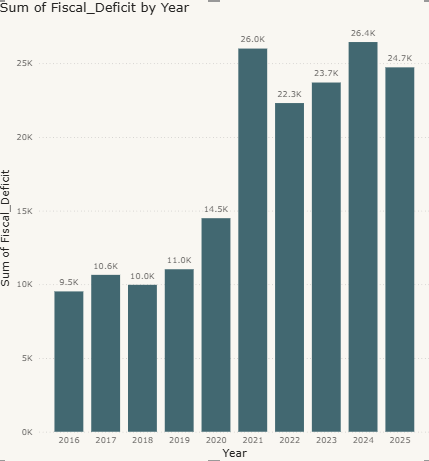 Sum of Fiscal_Deficit by Year
Sum of Fiscal_Deficit
25K
20K
15K
10K
5K
0K
9.5K
10.6K
10.0K
11.0K
14.5K
26.0K
22.3K
23.7K
26.4K
24.7K
2016 2017 2018 2019 2020 2021 2022 2023 2024 2025
Year